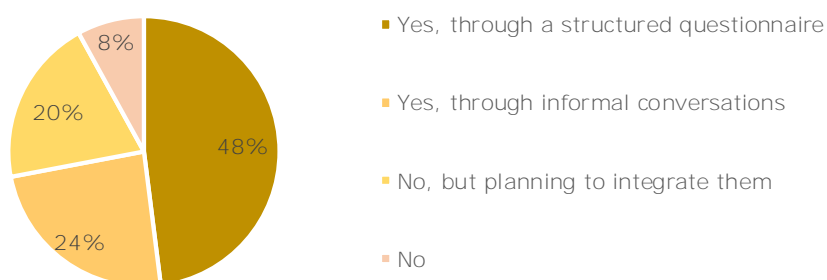 8%
Yes, through a structured questionnaire
Yes, through informal conversations
20%
48%
No, but planning to integrate them
24%
No